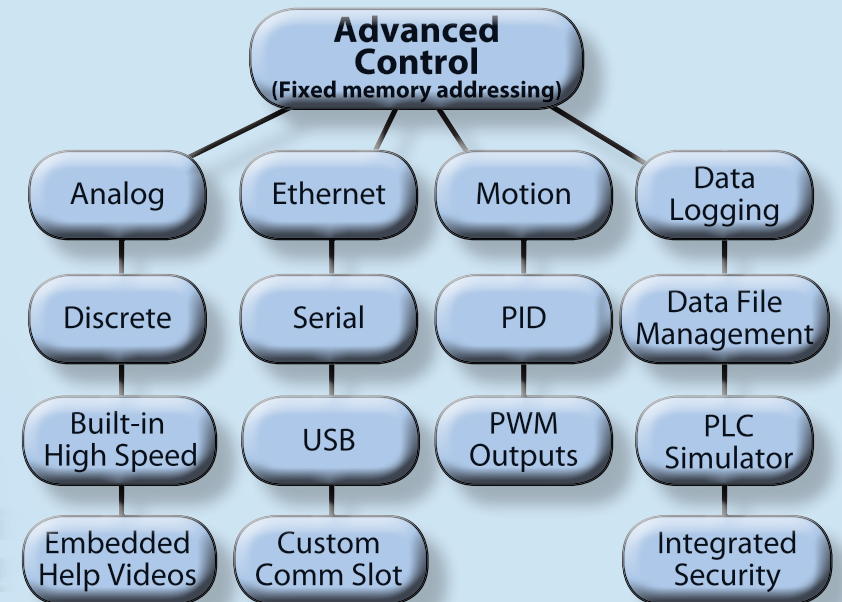 Advanced
Control
(Fixed memory addressing)
Analog
Ethernet
Motion
Data
Logging
Discrete
Serial
PID
Data File
Management
Built-in
High Speed
USB
PWM
Outputs
PLC
Simulator
Embedded
Help Videos
Custom
Comm Slot
Integrated
Security